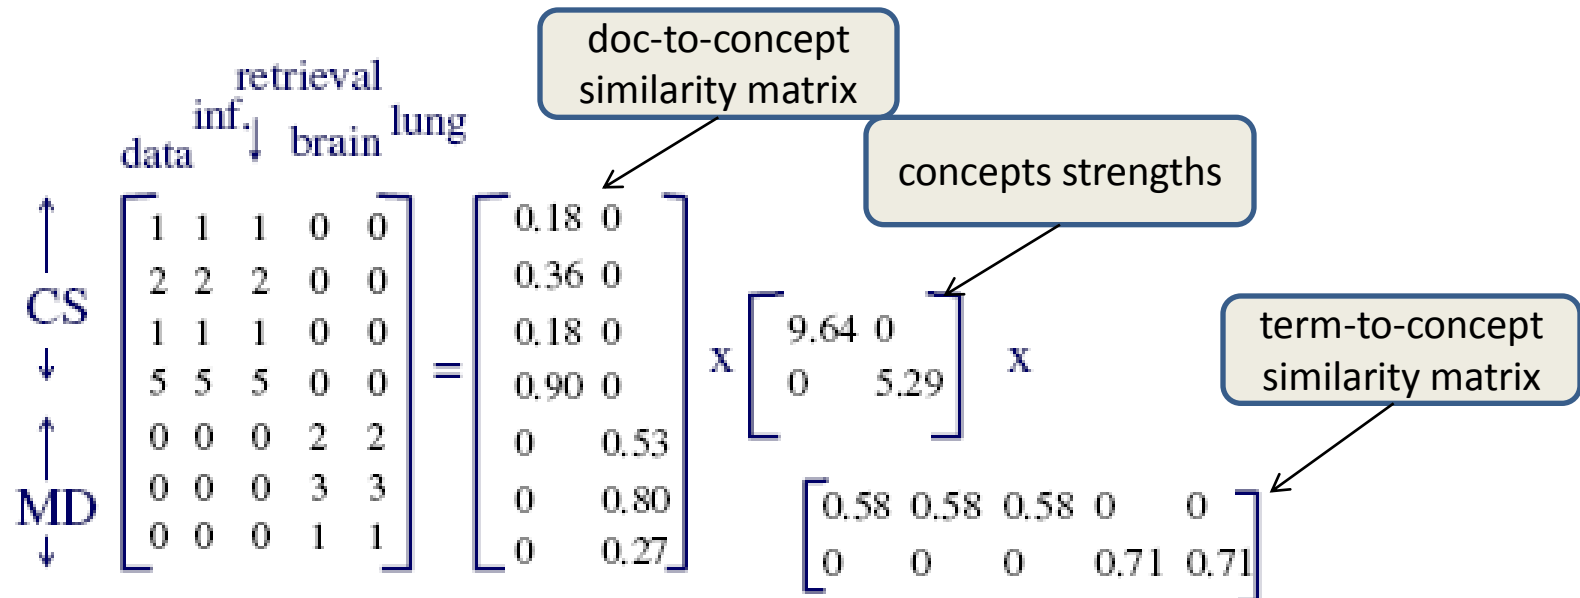 doc-to-concept
similarity matrix
concepts strengths
term-to-concept
similarity matrix
retrieval
inf. ↓
data brain lung
CS
MD
1 1 1 0 0
2 2 2 0 0
1 1 1 0 0
5 5 5 0 0
0 0 0 2 2
0 0 0 3 3
0 0 0 1 1
=
0.18 0
0.36 0
0.18 0
0.90 0
0 0.53
0 0.80
0 0.27
x
9.64 0
0 5.29
x
0.58 0.58 0.58 0 0
0 0 0 0.71 0.71